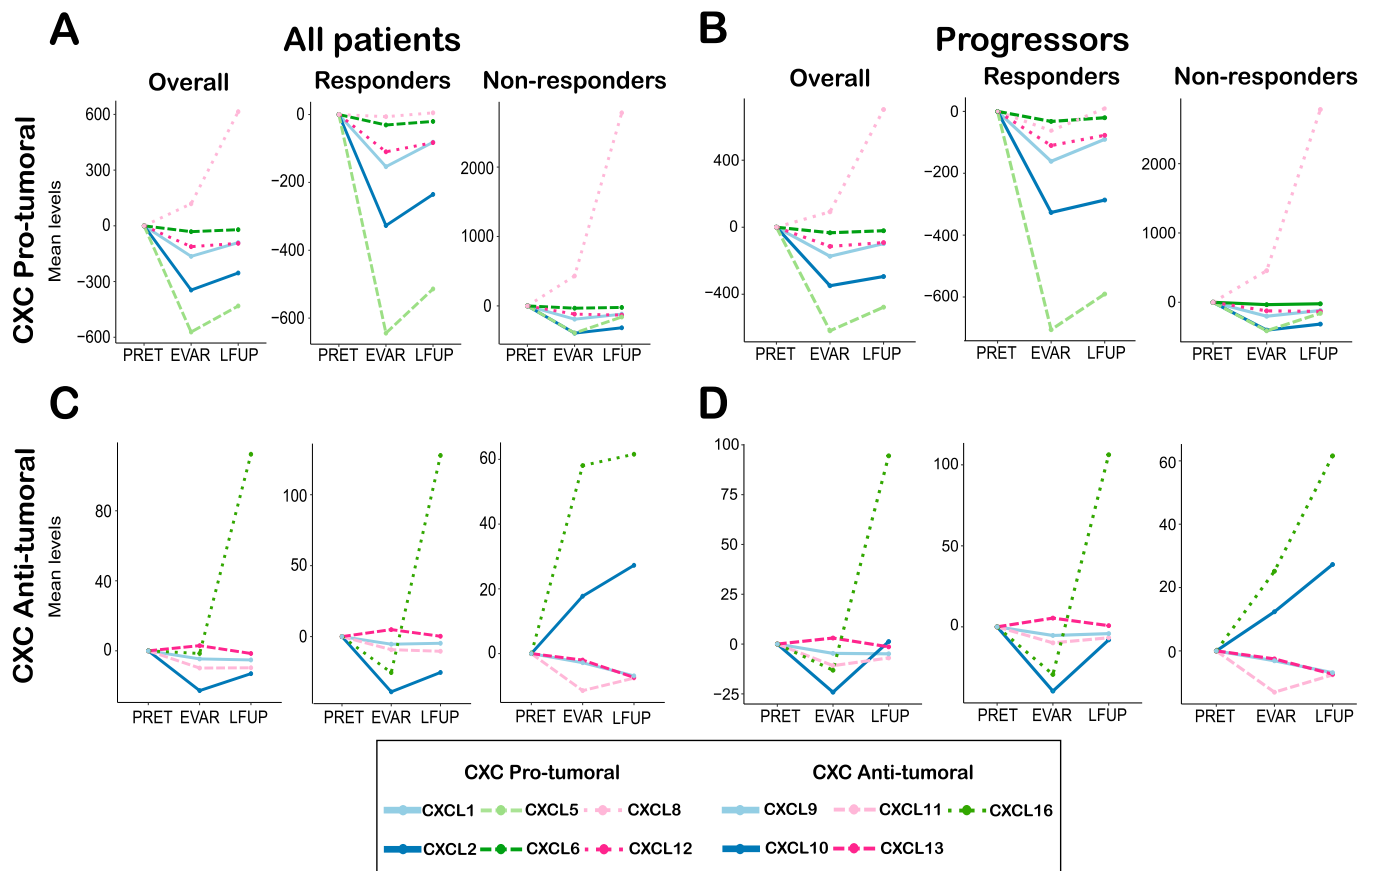 A
All patients
B
Progressors
Overall
Responders
Non-responders
Overall
Responders
Non-responders
CXC Pro-tumoral
Mean levels
600
300
0
−300
−600
PRET EVAR LFUP
0
−200
−400
−600
PRET EVAR LFUP
2000
1000
0
PRET EVAR LFUP
400
0
−400
PRET EVAR LFUP
0
−200
−400
−600
PRET EVAR LFUP
2000
1000
0
PRET EVAR LFUP
C
D
CXC Anti-tumoral
Mean levels
80
40
0
PRET EVAR LFUP
100
50
0
PRET EVAR LFUP
60
40
20
0
PRET EVAR LFUP
100
75
50
25
0
−25
PRET EVAR LFUP
100
50
0
PRET EVAR LFUP
60
40
20
0
PRET EVAR LFUP
CXC Pro-tumoral
CXC Anti-tumoral
CXCL1 CXCL5 CXCL8 CXCL9 CXCL11 CXCL16
CXCL2 CXCL6 CXCL12 CXCL10 CXCL13